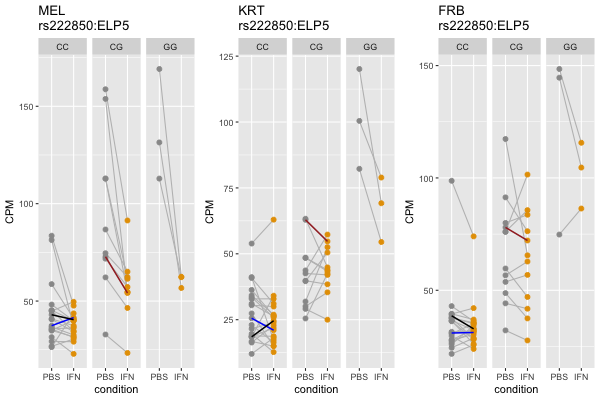 MEL
rs222850:ELP5
CC CG GG
150
100
50
CPM
PBS IFN PBS IFN PBS IFN
condition
KRT
rs222850:ELP5
CC CG GG
125
100
75
50
25
CPM
PBS IFN PBS IFN PBS IFN
condition
FRB
rs222850:ELP5
CC CG GG
150
100
50
CPM
PBS IFN PBS IFN PBS IFN
condition